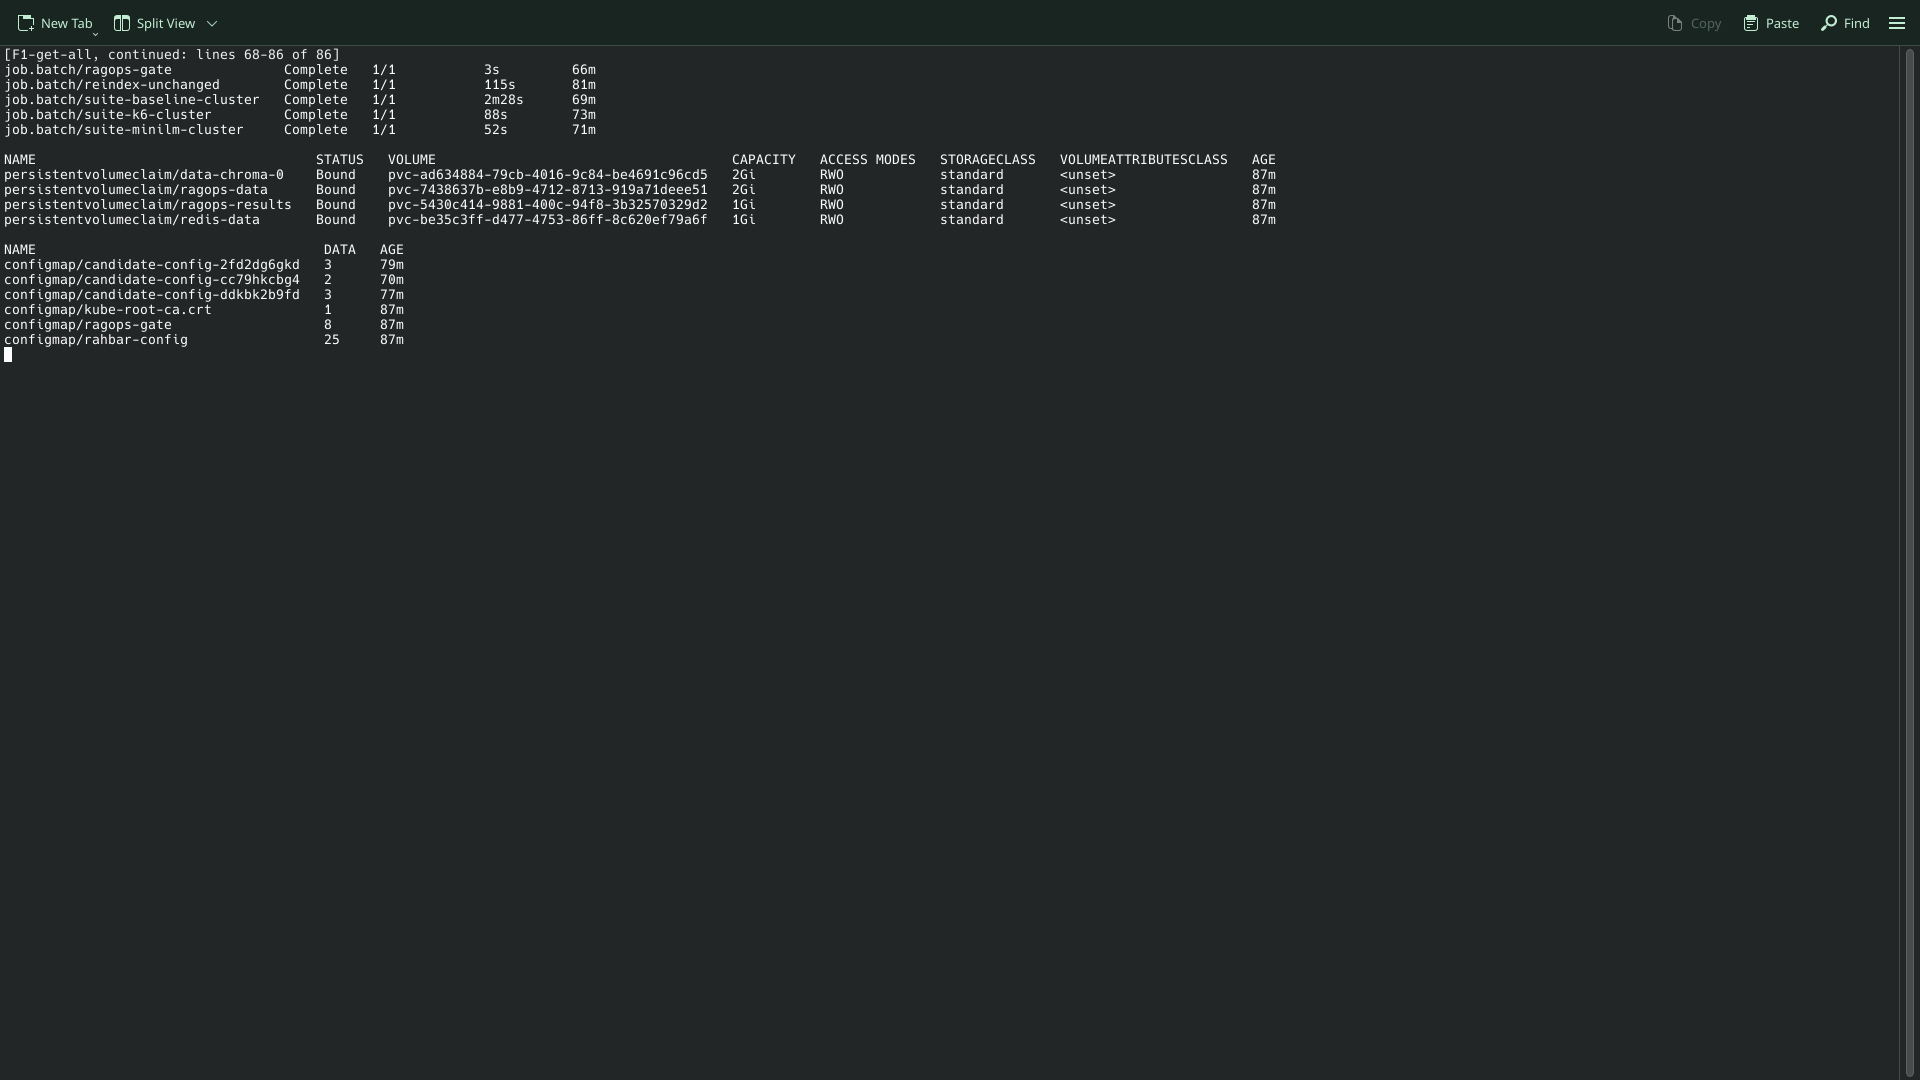 New Tab
Split View
Copy
Paste
Find
[F1-get-all, continued: lines 68-86 of 86]
job.batch/ragops-gate              Complete   1/1           3s         66m
job.batch/reindex-unchanged        Complete   1/1           115s       81m
job.batch/suite-baseline-cluster   Complete   1/1           2m28s      69m
job.batch/suite-k6-cluster         Complete   1/1           88s        73m
job.batch/suite-minilm-cluster     Complete   1/1           52s        71m
NAME                                   STATUS   VOLUME                                     CAPACITY   ACCESS MODES   STORAGECLASS   VOLUMEATTRIBUTESCLASS   AGE
persistentvolumeclaim/data-chroma-0    Bound    pvc-ad634884-79cb-4016-9c84-be4691c96cd5   2Gi        RWO            standard       <unset>                 87m
persistentvolumeclaim/ragops-data      Bound    pvc-7438637b-e8b9-4712-8713-919a71deee51   2Gi        RWO            standard       <unset>                 87m
persistentvolumeclaim/ragops-results   Bound    pvc-5430c414-9881-400c-94f8-3b32570329d2   1Gi        RWO            standard       <unset>                 87m
persistentvolumeclaim/redis-data       Bound    pvc-be35c3ff-d477-4753-86ff-8c620ef79a6f   1Gi        RWO            standard       <unset>                 87m
NAME                                    DATA   AGE
configmap/candidate-config-2fd2dg6gkd   3      79m
configmap/candidate-config-cc79hkcbg4   2      70m
configmap/candidate-config-ddkbk2b9fd   3      77m
configmap/kube-root-ca.crt              1      87m
configmap/ragops-gate                   8      87m
configmap/rahbar-config                 25     87m